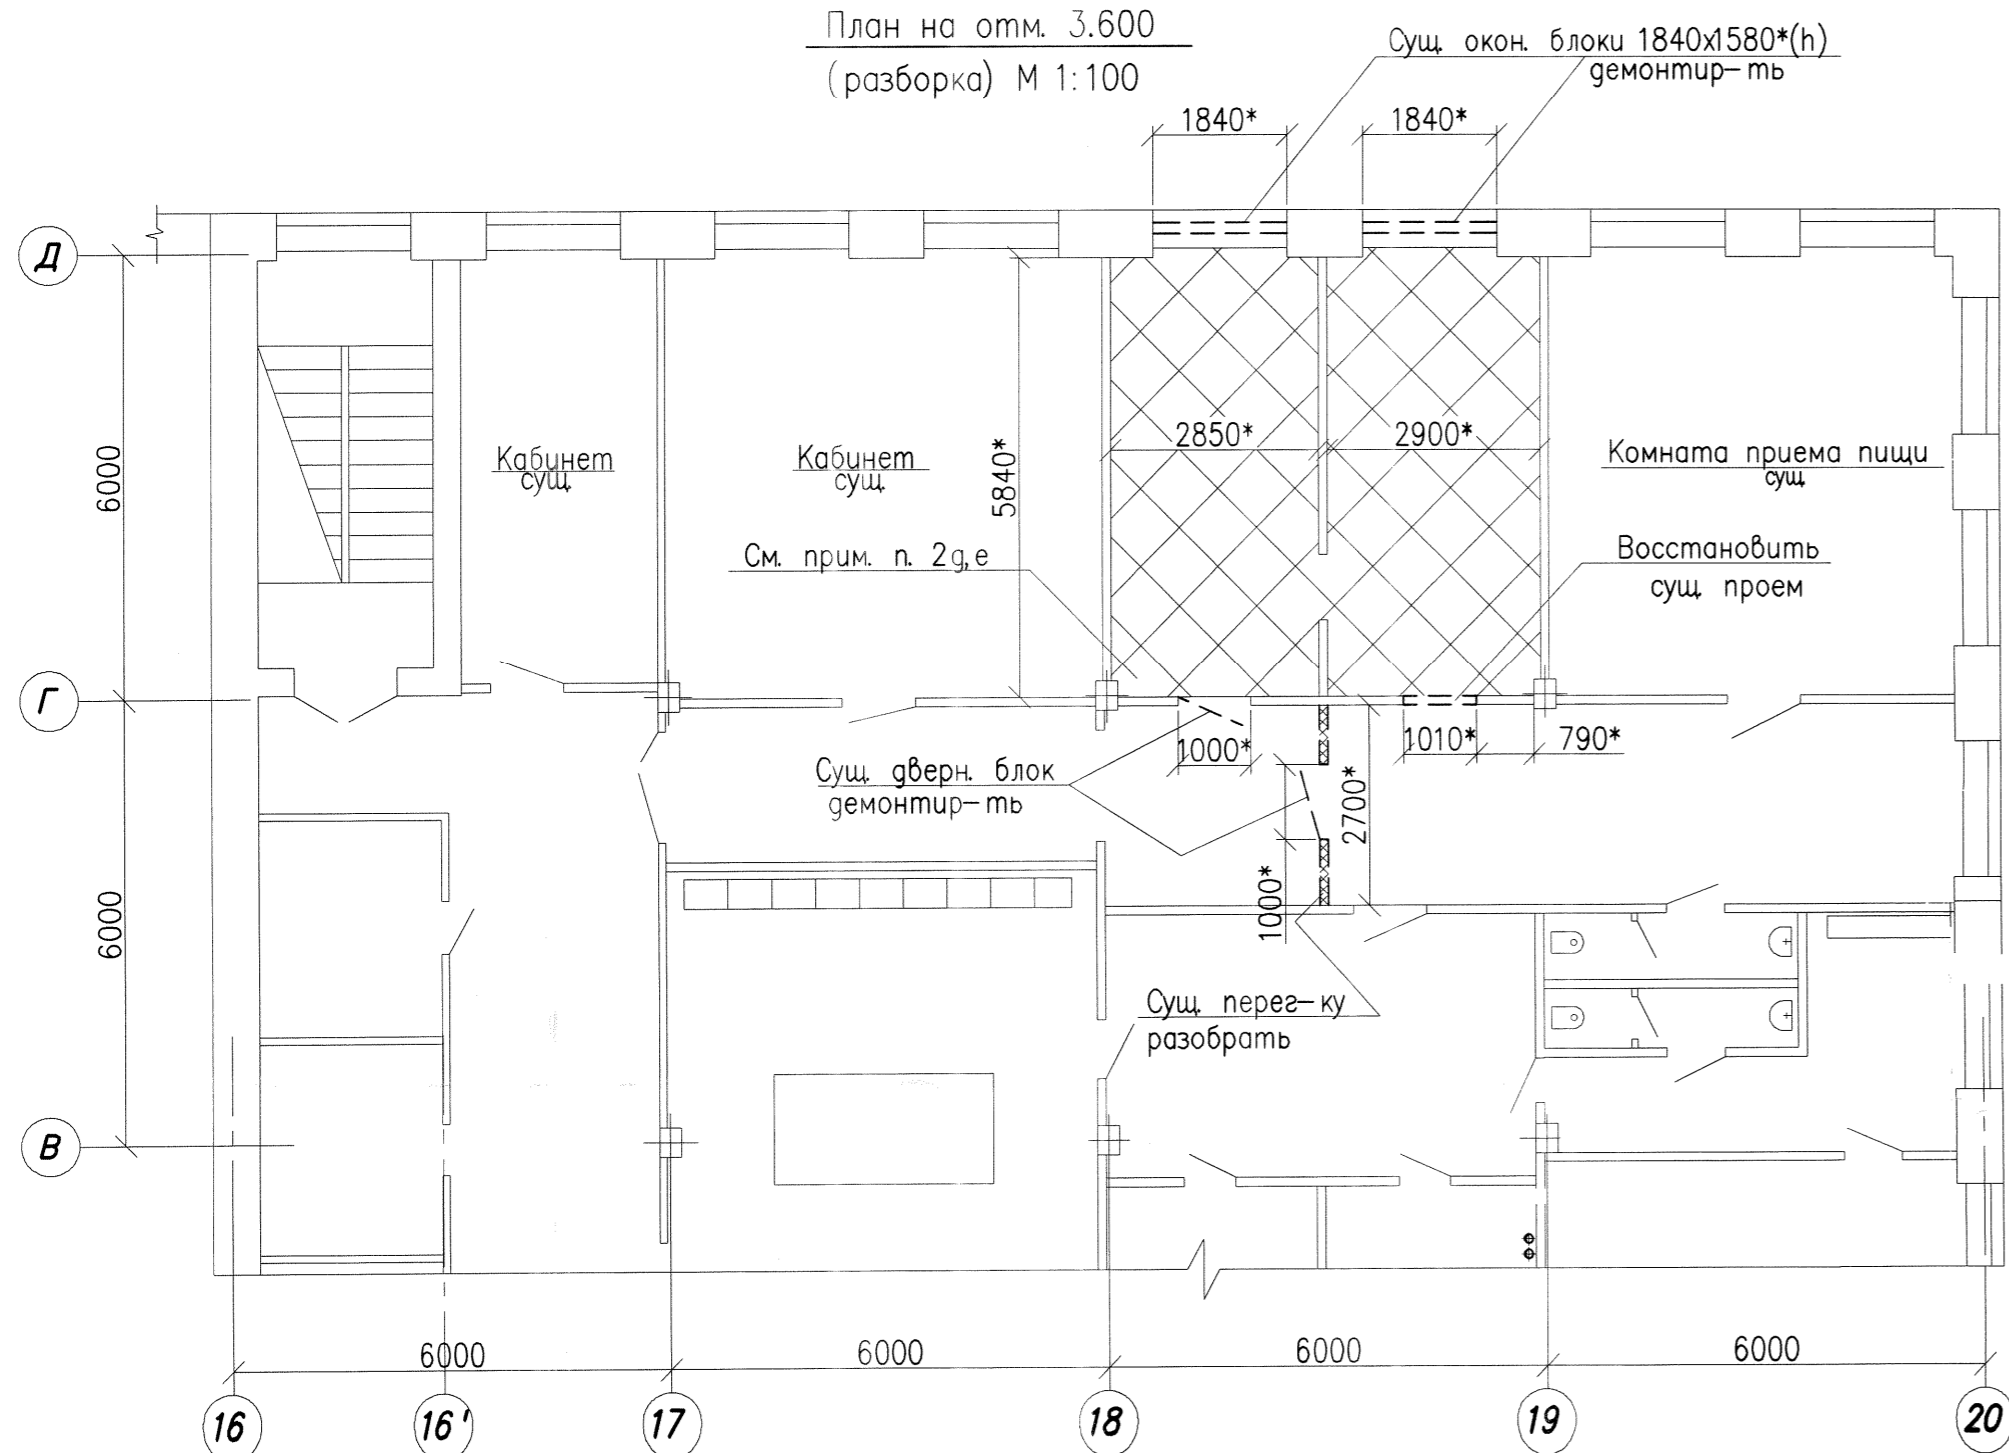 План на отм. 3.600
(разборка) М 1:100
Сущ. окон. блоки 1840х1580*(h)
демонтир-ть
1840*
1840*
Д
6000
Кабинет
сущ.
Кабинет
сущ.
5840*
2850*
2900*
Комната приема пищи
сущ
См. прим. п. 2д,е
Восстановить
сущ. проем
Г
1000*
1010*
790*
Сущ. дверн. блок
демонтир-ть
2700*
1000*
6000
Сущ. перег-ку
разобрать
В
6000
6000
6000
6000
16
16'
17
18
19
20